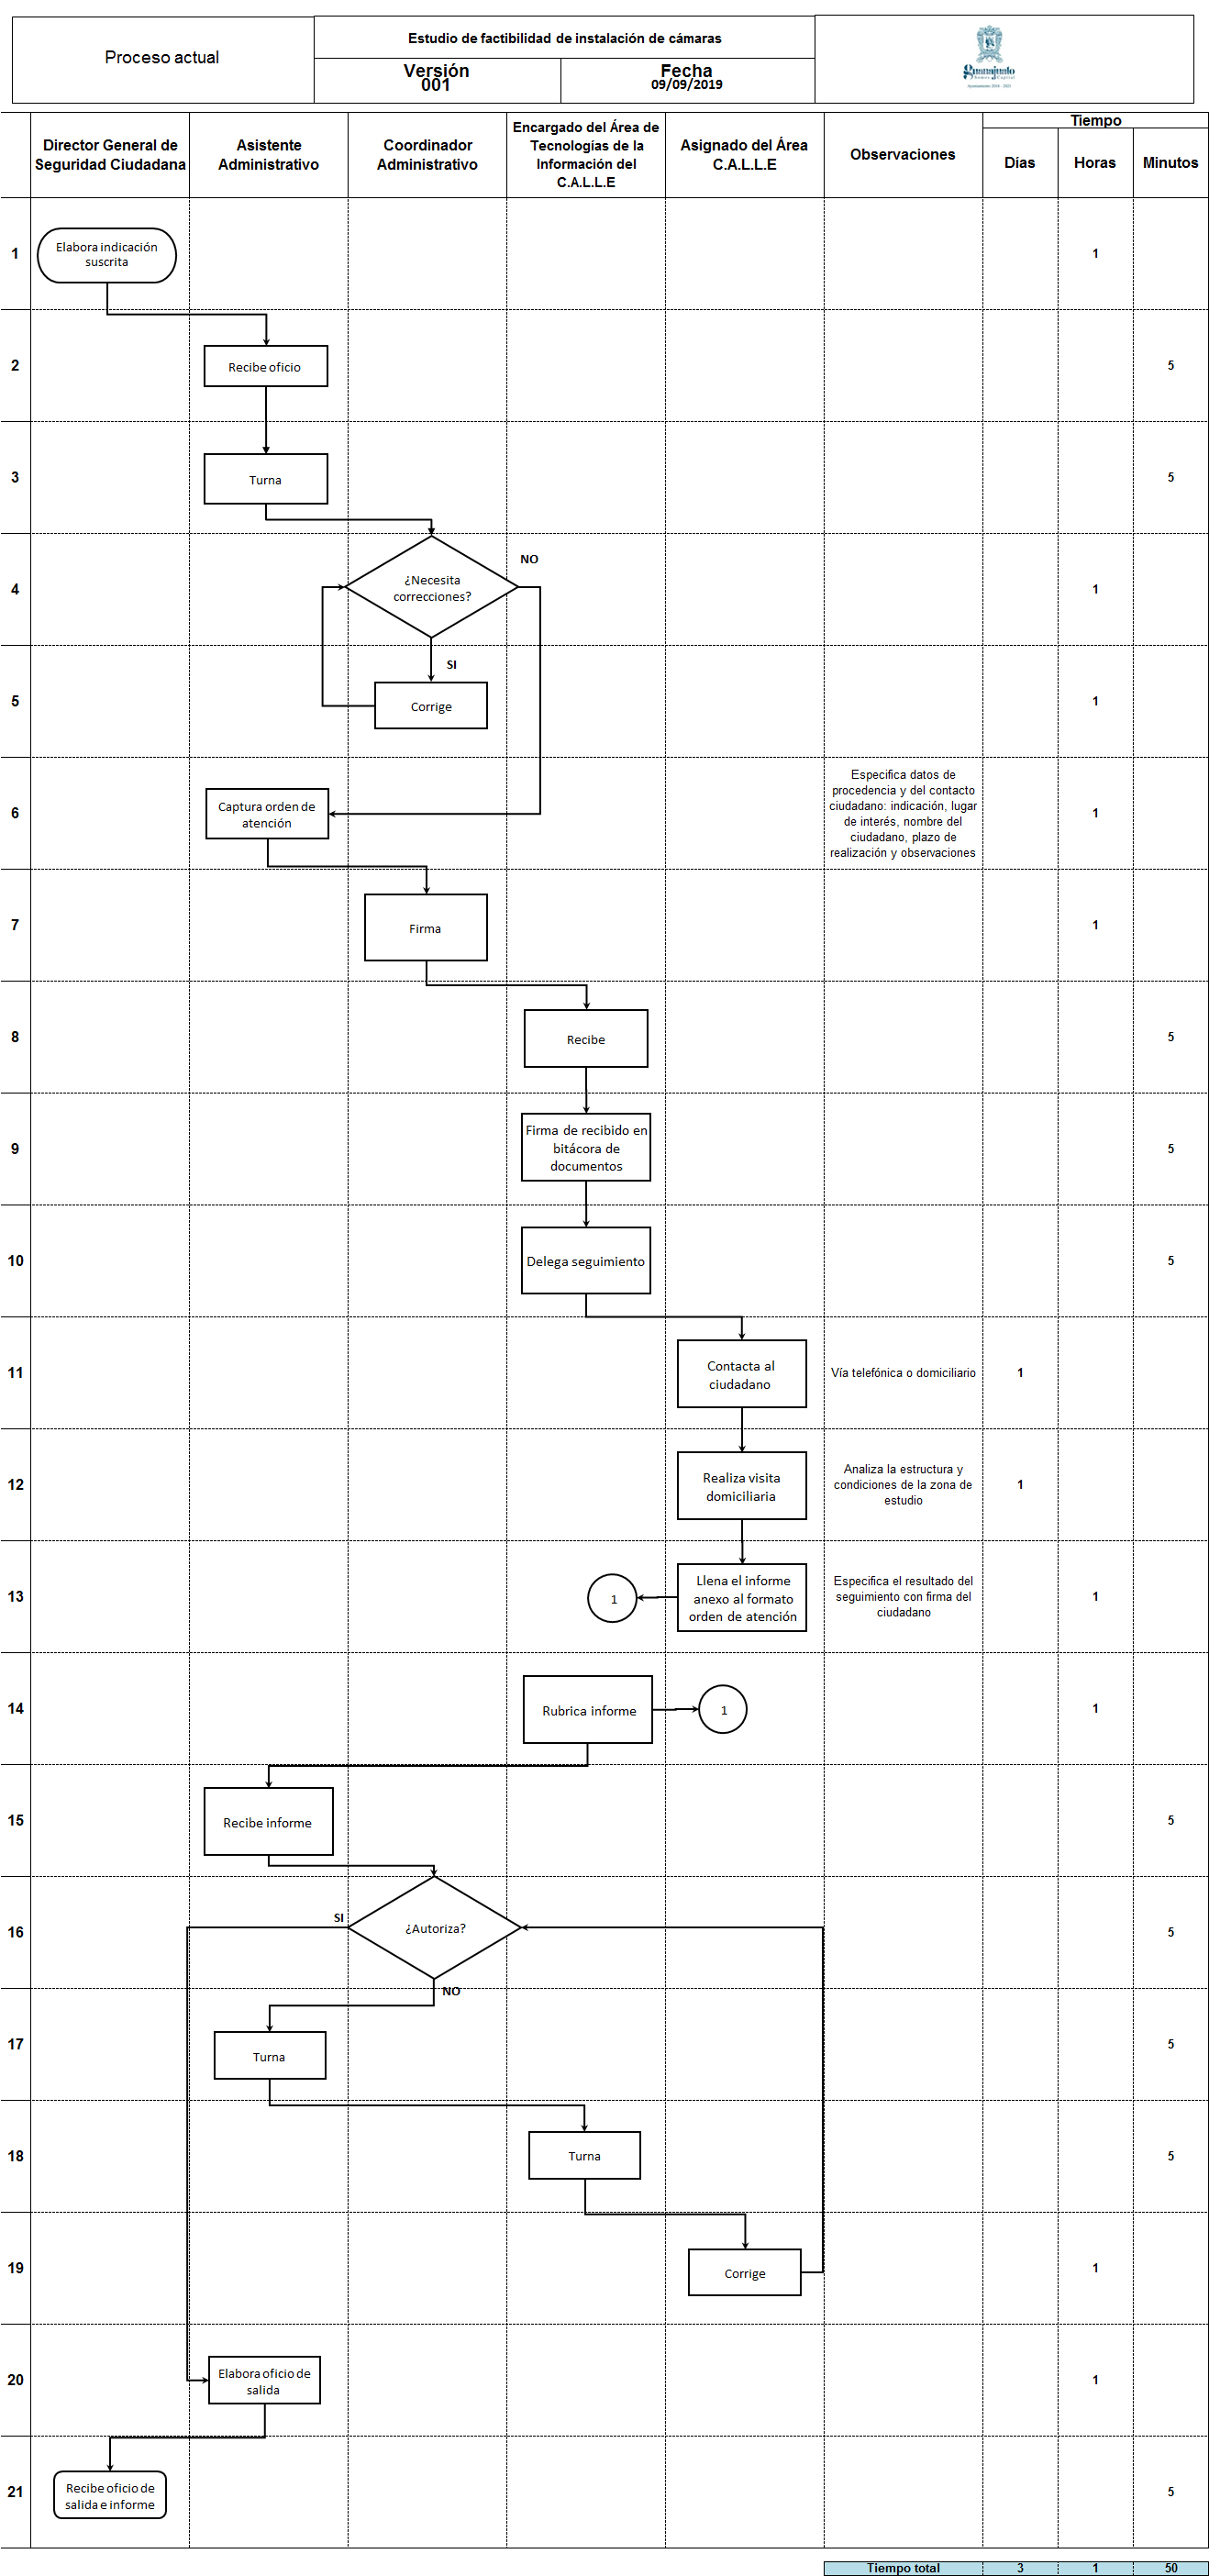 Proceso actual
Estudio de factibilidad de instalación de cámaras
Versión
001
Fecha
09/09/2019
Guanajuato
Somos Capital
Ayuntamiento 2018 - 2021
Director General de
Seguridad Ciudadana
Asistente
Administrativo
Coordinador
Administrativo
Encargado del Área de
Tecnologías de la
Información del
C.A.L.L.E
Asignado del Área
C.A.L.L.E
Observaciones
Tiempo
Días
Horas
Minutos
1
Elabora indicación
suscrita
1
2
Recibe oficio
5
3
Turna
5
4
¿Necesita
correcciones?
NO
1
SI
5
Corrige
1
6
Captura orden de
atención
Especifica datos de
procedencia y del contacto
ciudadano: indicación, lugar
de interés, nombre del
ciudadano, plazo de
realización y observaciones
1
7
Firma
1
8
Recibe
5
9
Firma de recibido en
bitácora de
documentos
5
10
Delega seguimiento
5
11
Contacta al
ciudadano
Vía telefónica o domiciliario
1
12
Realiza visita
domiciliaria
Analiza la estructura y
condiciones de la zona de
estudio
1
13
1
Llena el informe
anexo al formato
orden de atención
Especifica el resultado del
seguimiento con firma del
ciudadano
1
14
Rubrica informe
1
1
15
Recibe informe
5
16
SI
¿Autoriza?
5
NO
17
Turna
5
18
Turna
5
19
Corrige
1
20
Elabora oficio de
salida
1
21
Recibe oficio de
salida e informe
5
Tiempo total
3
1
50